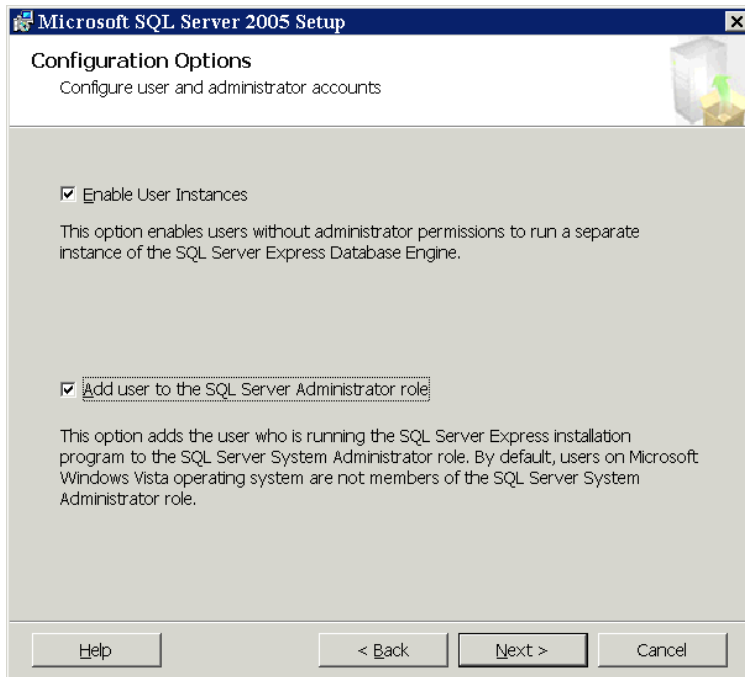 Microsoft SQL Server 2005 Setup
Configuration Options
Configure user and administrator accounts
Enable User Instances
This option enables users without administrator permissions to run a separate
instance of the SQL Server Express Database Engine.
Add user to the SQL Server Administrator role
This option adds the user who is running the SQL Server Express installation
program to the SQL Server System Administrator role. By default, users on Microsoft
Windows Vista operating system are not members of the SQL Server System
Administrator role.
Help
< Back
Next >
Cancel